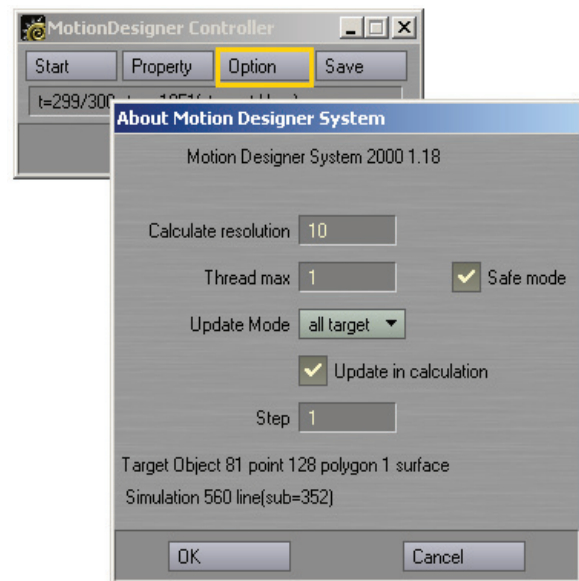 MotionDesigner Controller
Start Property Option Save
t=299/300
About Motion Designer System
Motion Designer System 2000 1.18
Calculate resolution 10
Thread max 1 Safe mode
Update Mode all target
Update in calculation
Step 1
Target Object 81 point 128 polygon 1 surface
Simulation 560 line(sub=352)
OK Cancel